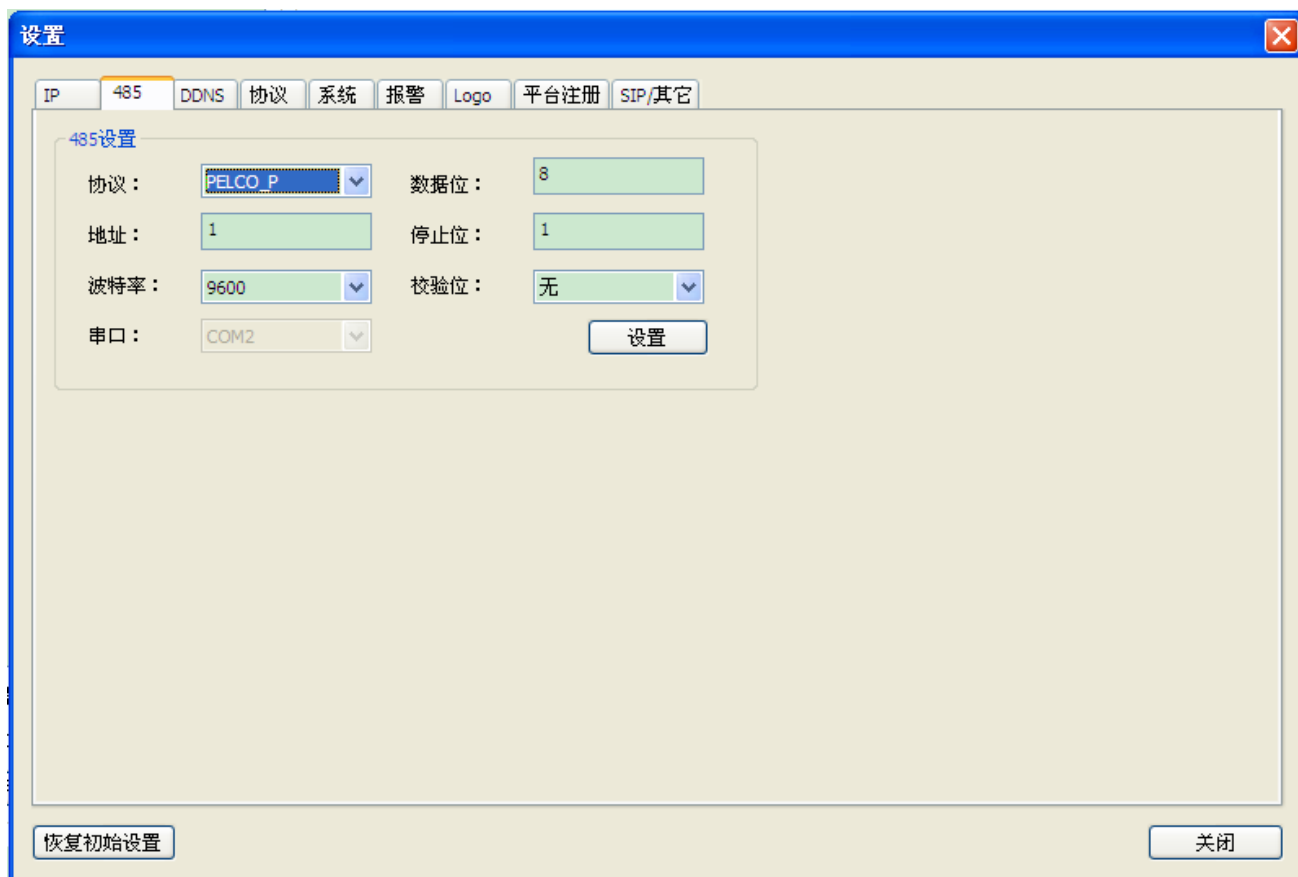 设置
IP 485 DDNS 协议 系统 报警 Logo 平台注册 SIP/其它
485设置
协议： PELCO_P 数据位： 8
地址： 1 停止位： 1
波特率： 9600 校验位： 无
串口： COM2 设置
恢复初始设置 关闭